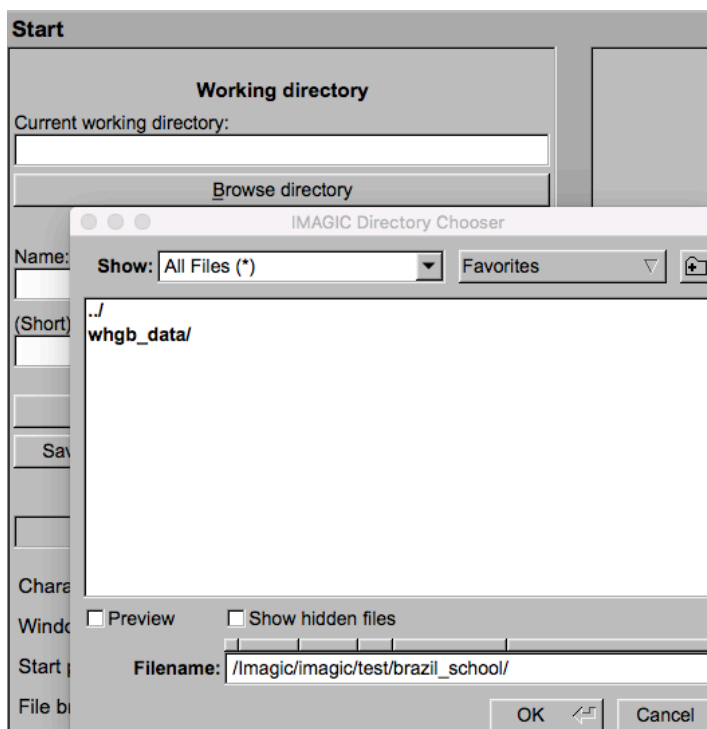 Start
Working directory
Current working directory:
Browse directory
IMAGIC Directory Chooser
Name:
Show: All Files (*) Favorites
../
whgb_data/
(Short)
Sav
Chara
Preview Show hidden files
Windo
Start
Filename: /Imagic/imagic/test/brazil_school/
File b
OK Cancel